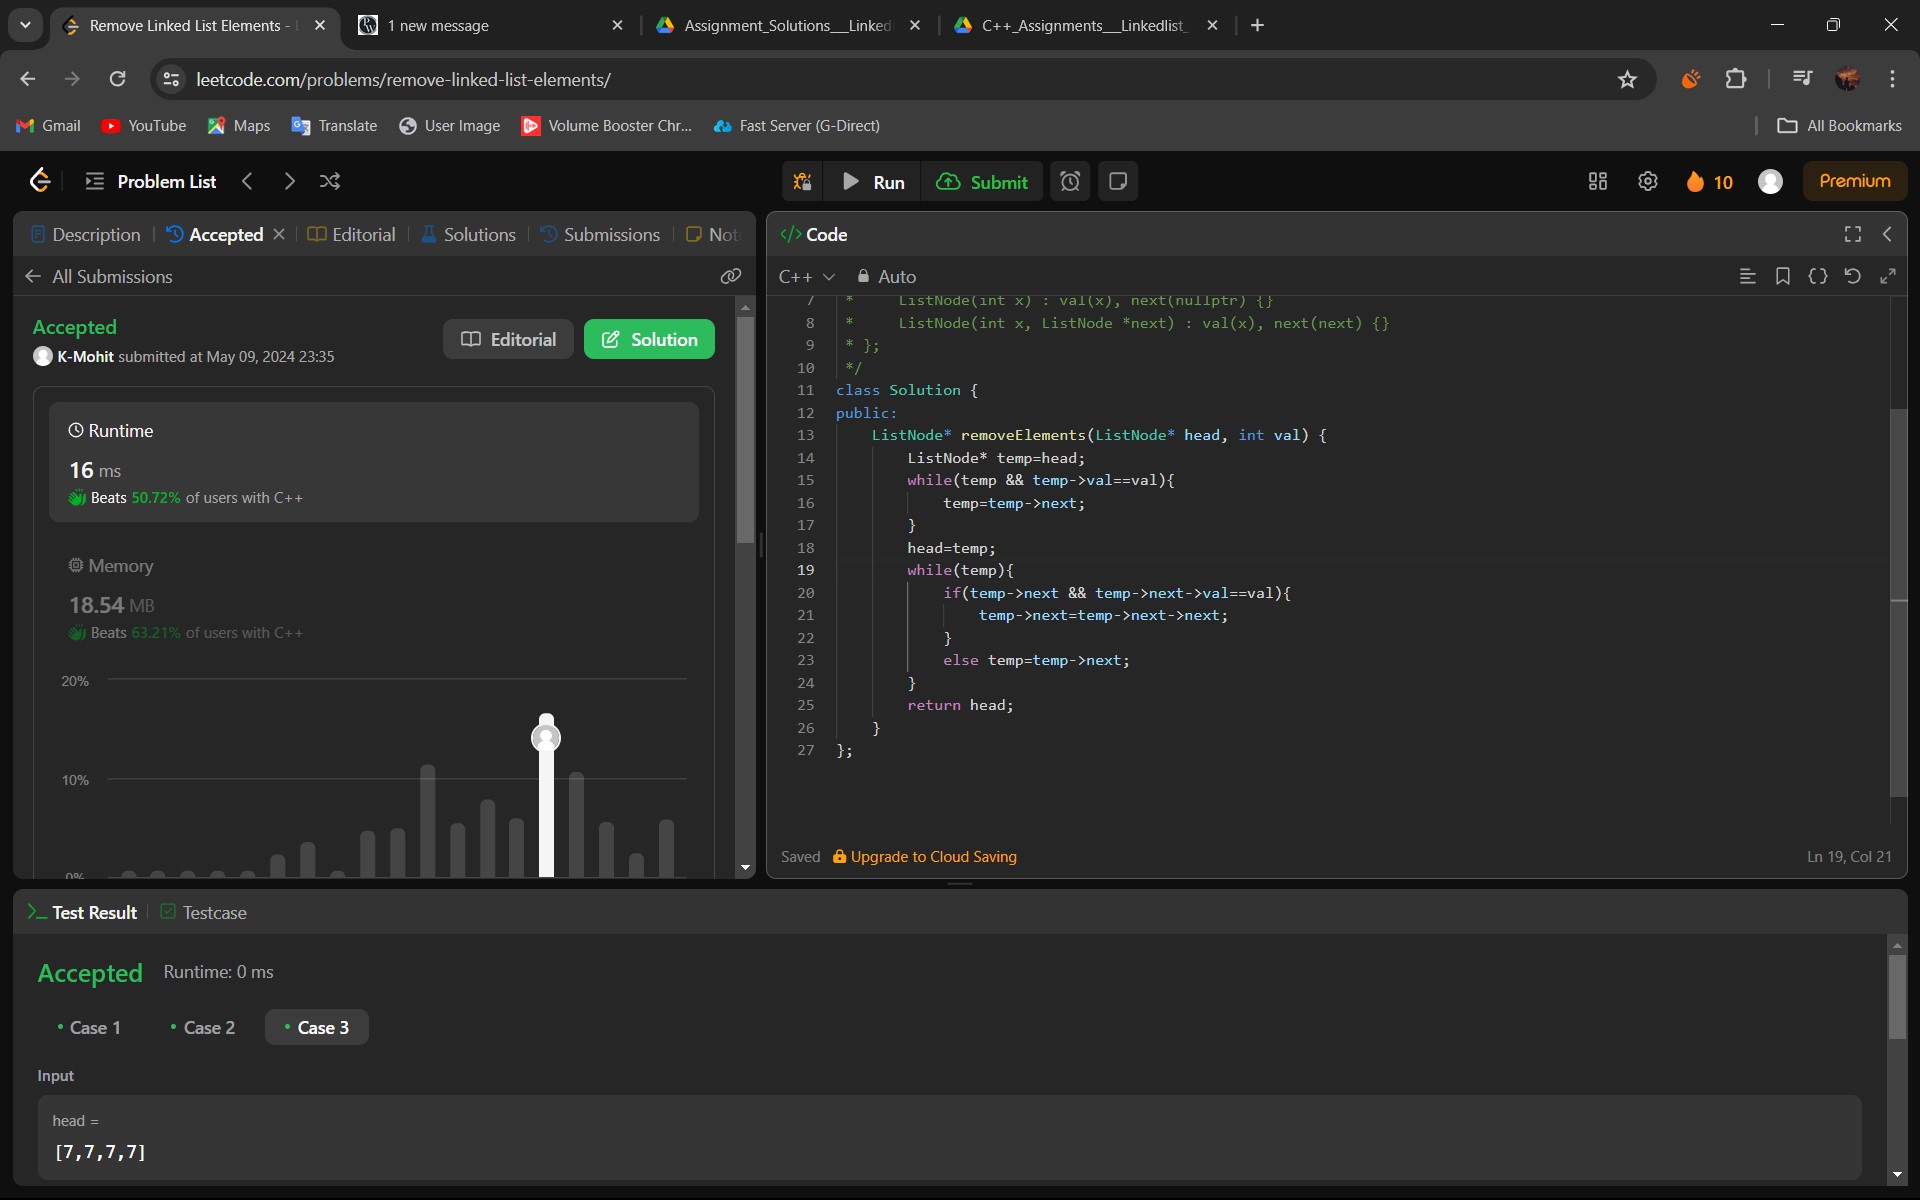 Remove Linked List Elements -
1 new message
Assignment_Solutions__Linked
C++_Assignments__Linkedlist_
leetcode.com/problems/remove-linked-list-elements/
Gmail
YouTube
Maps
Translate
User Image
Volume Booster Chr...
Fast Server (G-Direct)
All Bookmarks
Problem List
Run
Submit
10
Premium
Description
Accepted
Editorial
Solutions
Submissions
Not
</> Code
All Submissions
C++
Auto
Accepted
K-Mohit submitted at May 09, 2024 23:35
Editorial
Solution
Runtime
16 ms
Beats 50.72% of users with C++
Memory
18.54 MB
Beats 63.21% of users with C++
20%
10%
0%
7 *     ListNode(int x) : val(x), next(nullptr) {}
8 *     ListNode(int x, ListNode *next) : val(x), next(next) {}
9 * };
10 */
11 class Solution {
12 public:
13     ListNode* removeElements(ListNode* head, int val) {
14         ListNode* temp=head;
15         while(temp && temp->val==val){
16             temp=temp->next;
17         }
18         head=temp;
19         while(temp){
20             if(temp->next && temp->next->val==val){
21                 temp->next=temp->next->next;
22             }
23             else temp=temp->next;
24         }
25         return head;
26     }
27 };
Saved
Upgrade to Cloud Saving
Ln 19, Col 21
Test Result
Testcase
Accepted
Runtime: 0 ms
Case 1
Case 2
Case 3
Input
head =
[7,7,7,7]